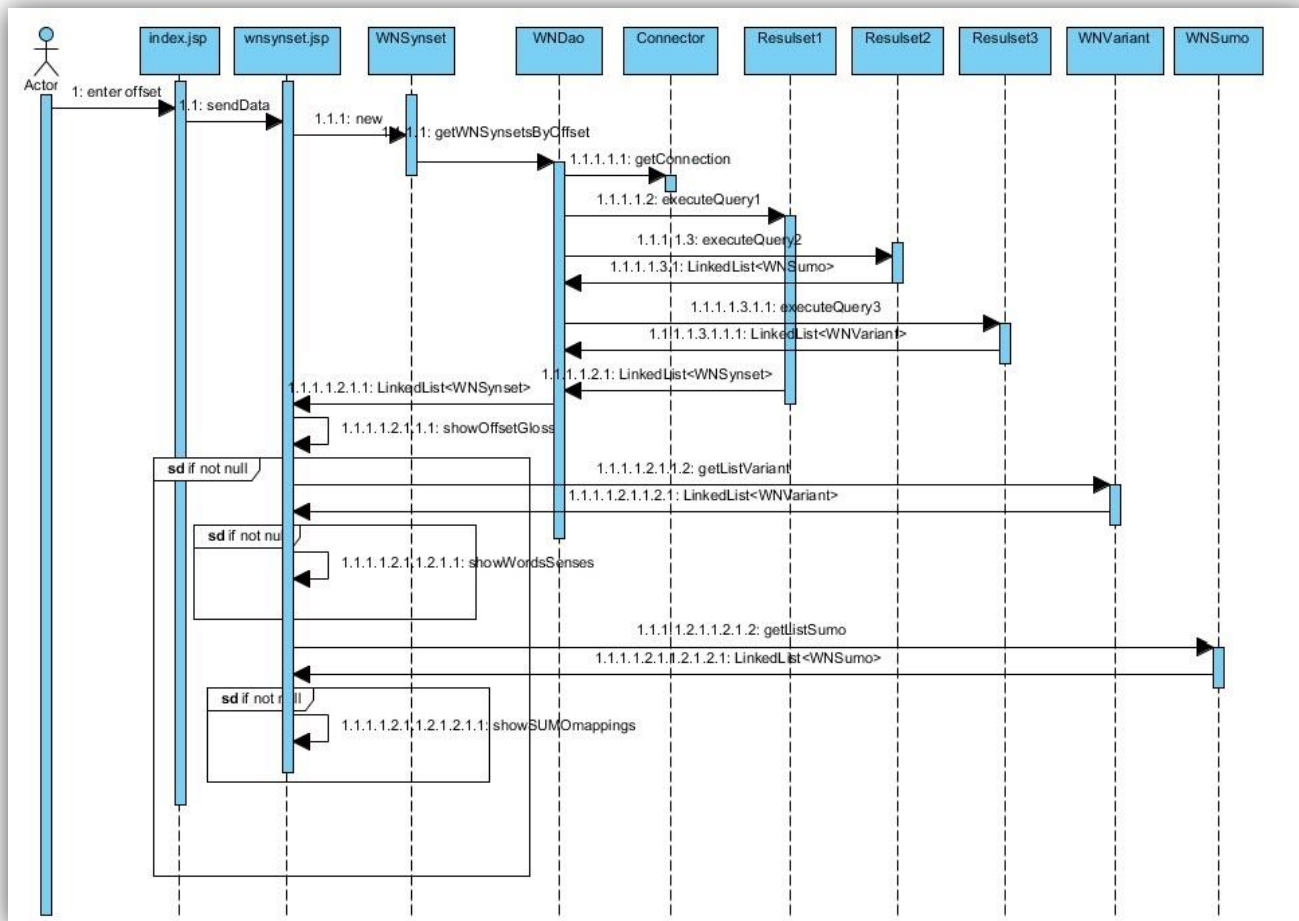 index.jsp
wnsynset.jsp
WNSynset
WNDao
Connector
Resulset1
Resulset2
Resulset3
WNVariant
WNSumo
Actor
1: enter offset
1.1: sendData
1.1.1: new
1.1.1.1: getWNSynsetsByOffset
1.1.1.1.1: getConnection
1.1.1.1.2: executeQuery1
1.1.1.1.3: executeQuery2
1.1.1.1.3.1: LinkedList<WNSumo>
1.1.1.1.3.1.1: executeQuery3
1.1.1.1.3.1.1.1: LinkedList<WNVariant>
1.1.1.1.2.1: LinkedList<WNSynset>
1.1.1.1.2.1.1: LinkedList<WNSynset>
1.1.1.1.2.1.1.1: showOffsetGloss
sd if not null
1.1.1.1.2.1.1.2: getListVariant
1.1.1.1.2.1.1.2.1: LinkedList<WNVariant>
sd if not null
1.1.1.1.2.1.1.2.1.1: showWordsSenses
1.1.1.1.2.1.1.2.1.2: getListSumo
1.1.1.1.2.1.1.2.1.2.1: LinkedList<WNSumo>
sd if not null
1.1.1.1.2.1.1.2.1.2.1.1: showSUMOmappings